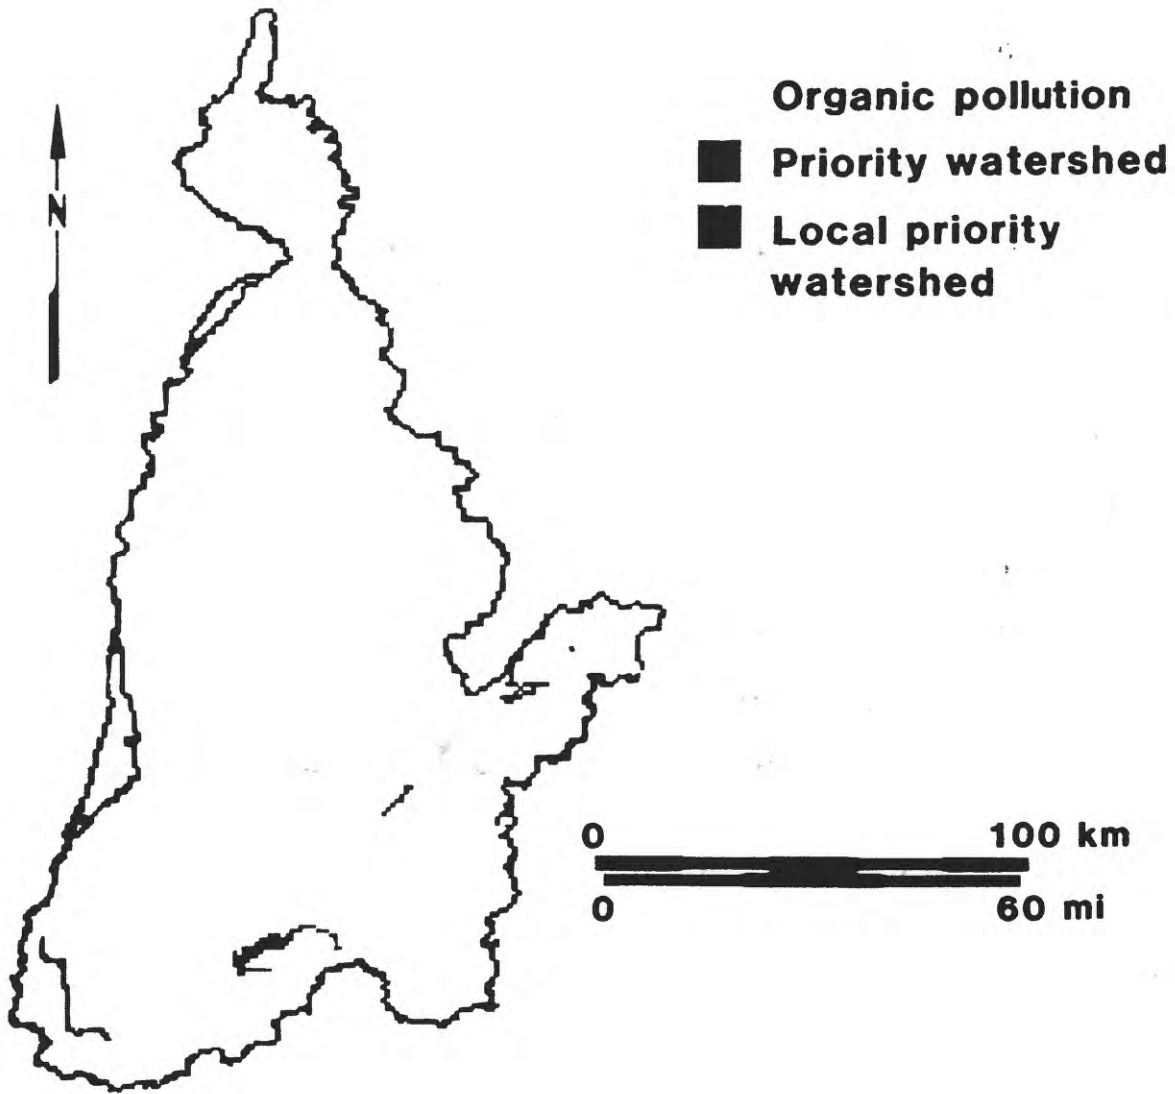 Organic pollution
Priority watershed
Local priority
watershed
N
0 100 km
0 60 mi